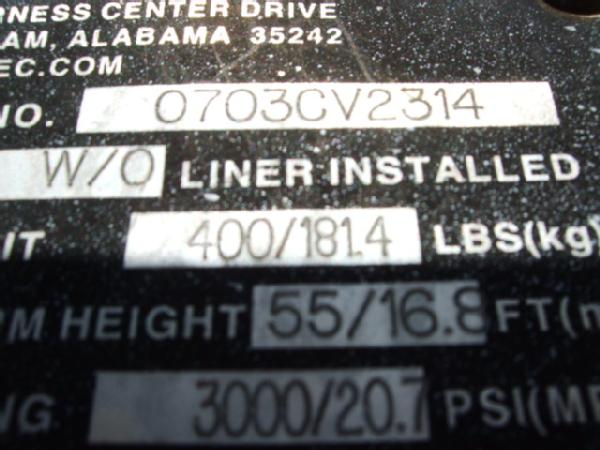 RNESS CENTER DRIVE
AM, ALABAMA 35242
EC.COM
NO. 0703CV2314
W/O LINER INSTALLED
IT 400/181.4 LBS(kg)
RM HEIGHT 55/16.8 FT(m
NG 3000/20.7 PSI(MP